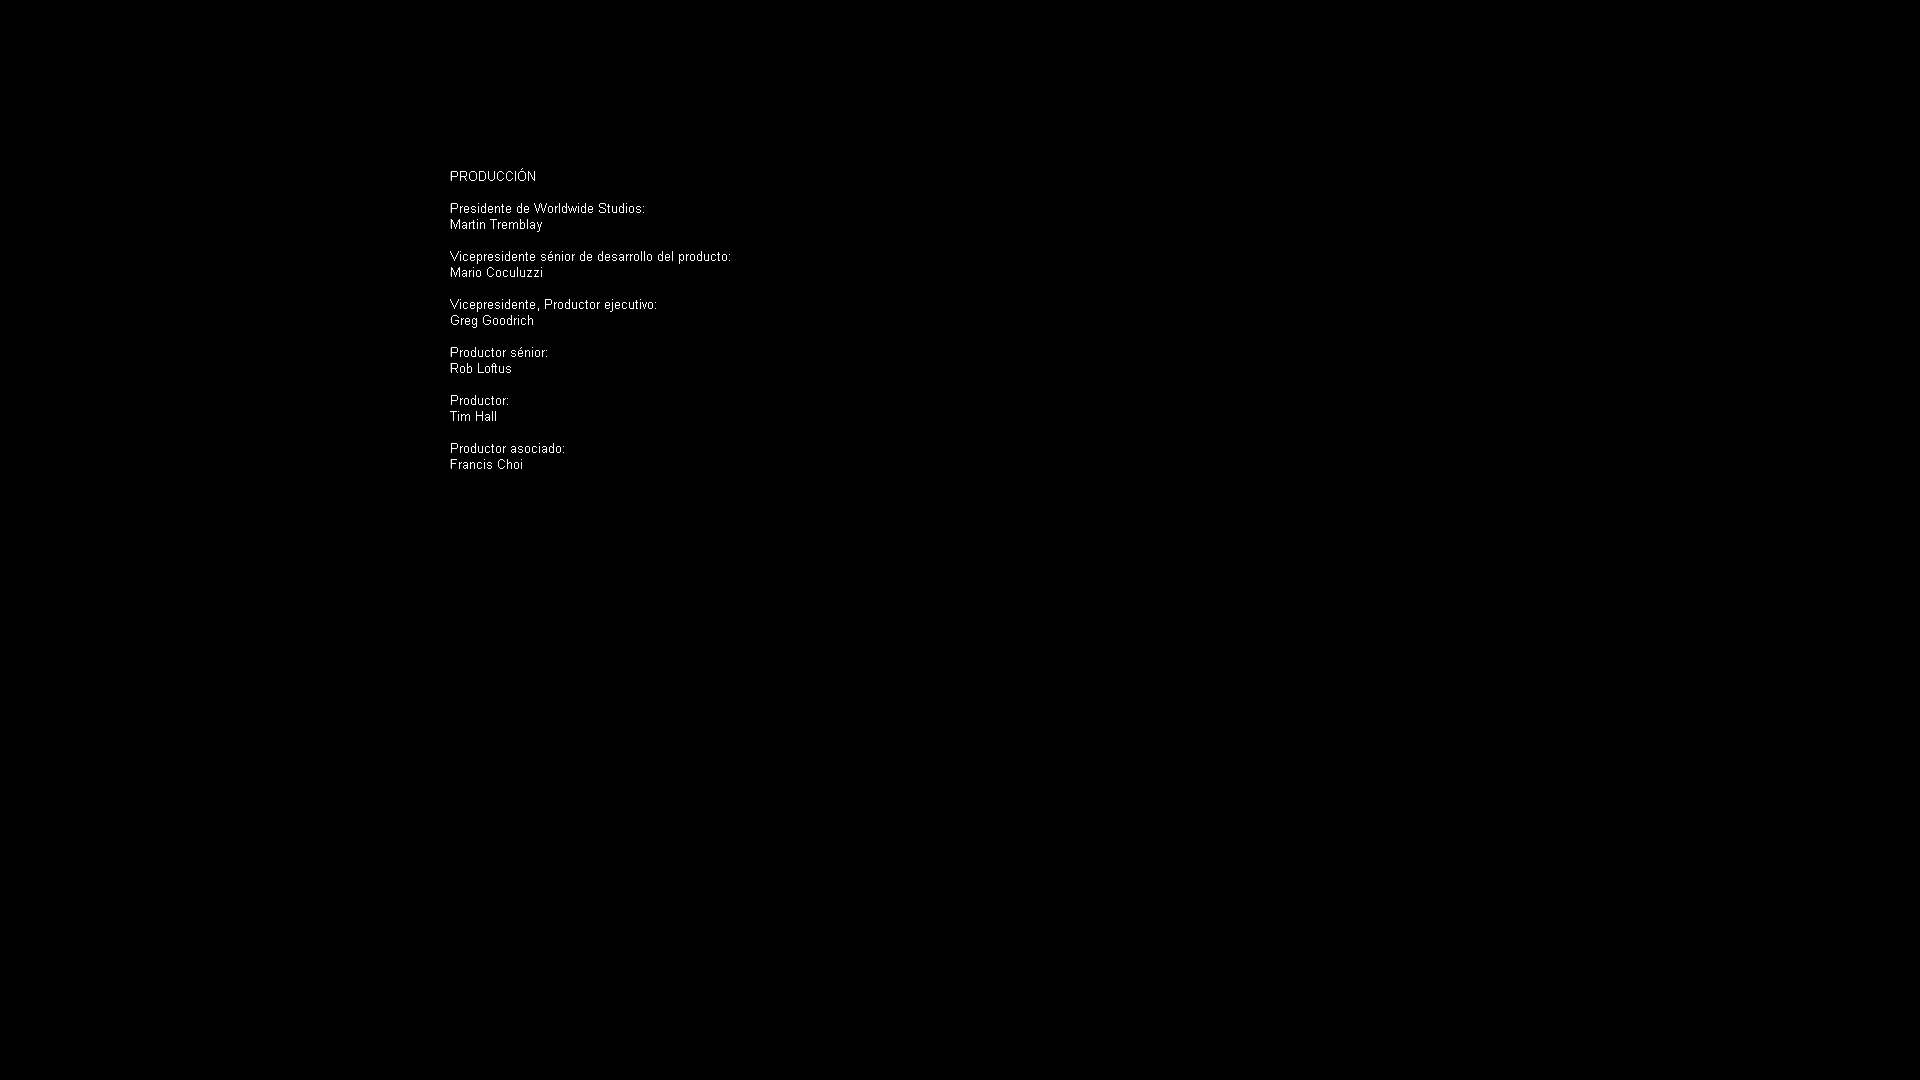 PRODUCCIÓN
Presidente de Worldwide Studios:
Martin Tremblay
Vicepresidente sénior de desarrollo del producto:
Mario Coculuzzi
Vicepresidente, Productor ejecutivo:
Greg Goodrich
Productor sénior:
Rob Loftus
Productor:
Tim Hall
Productor asociado:
Francis Choi